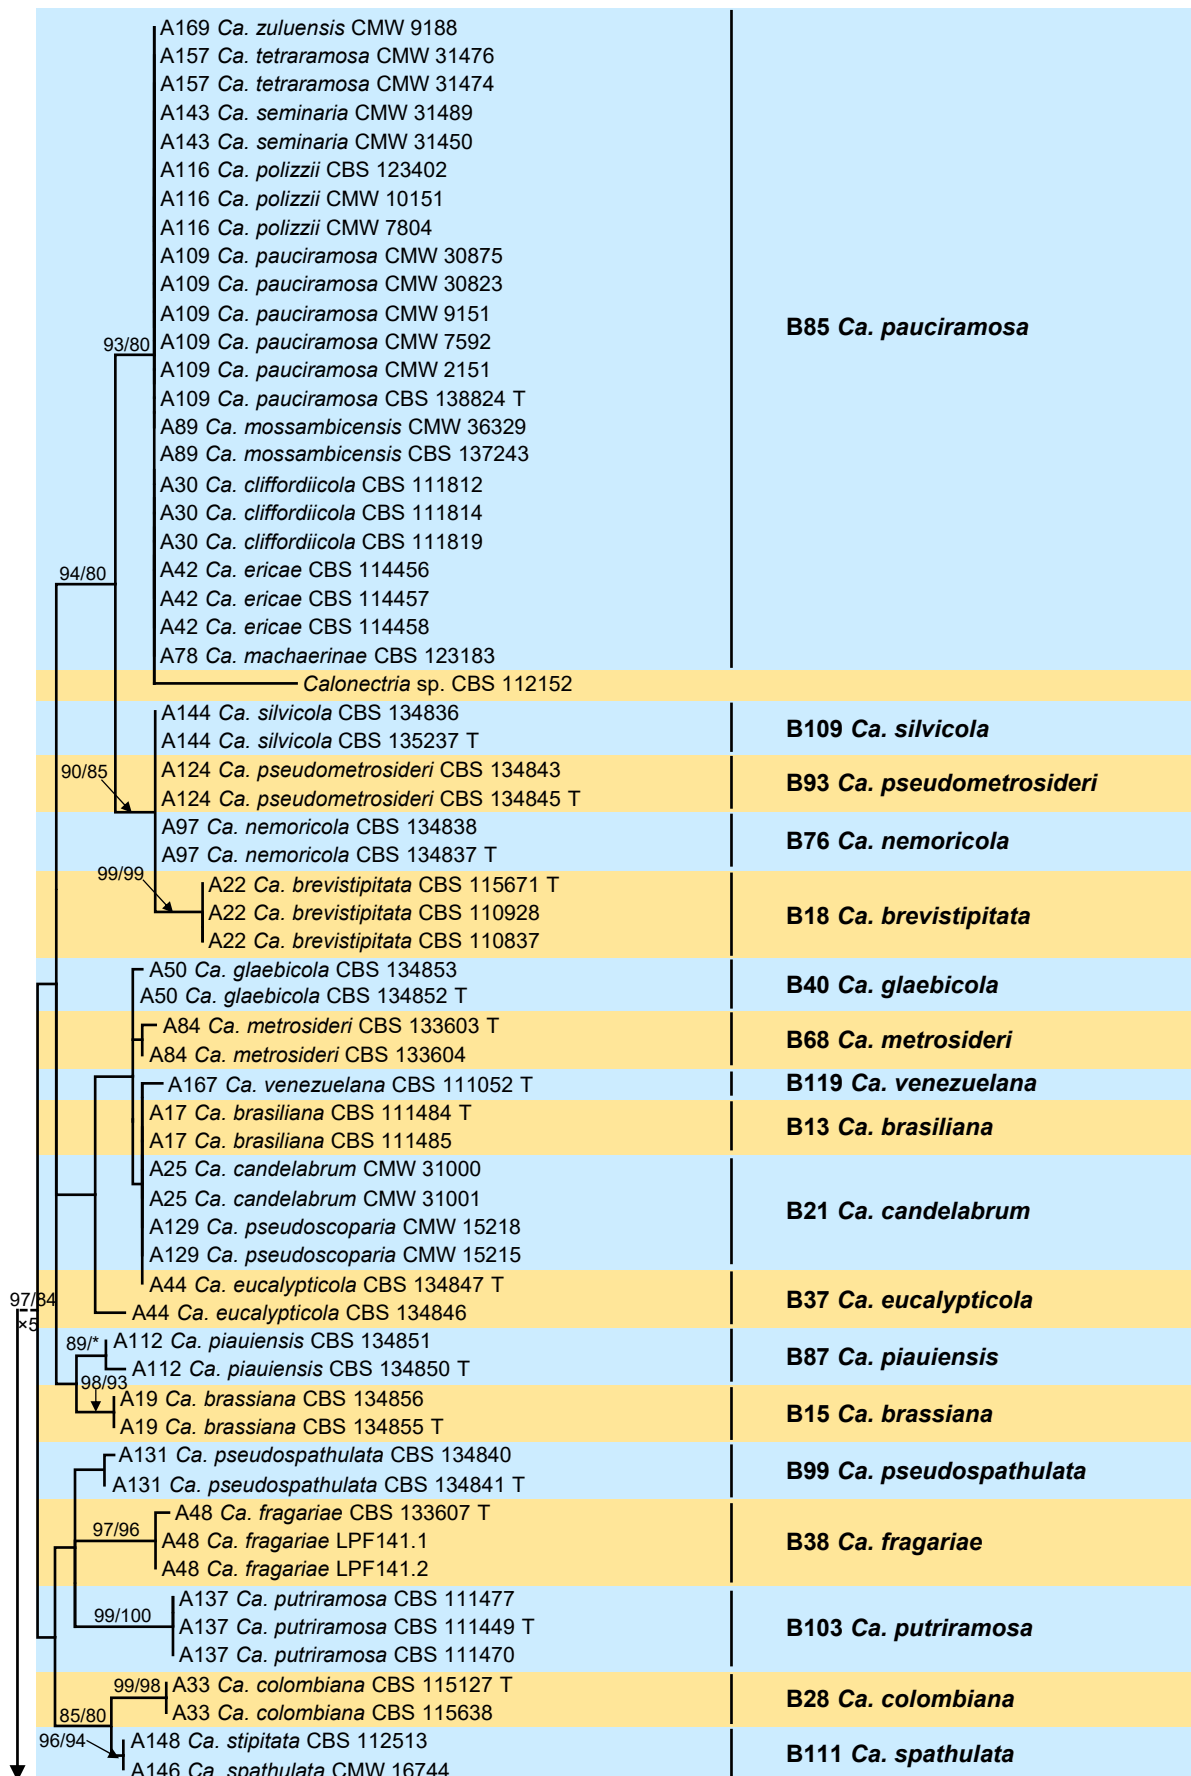 A169 Ca. zuluensis CMW 9188
A157 Ca. tetraramosa CMW 31476
A157 Ca. tetraramosa CMW 31474
A143 Ca. seminaria CMW 31489
A143 Ca. seminaria CMW 31450
A116 Ca. polizzii CBS 123402
A116 Ca. polizzii CMW 10151
A116 Ca. polizzii CMW 7804
A109 Ca. pauciramosa CMW 30875
A109 Ca. pauciramosa CMW 30823
A109 Ca. pauciramosa CMW 9151
B85 Ca. pauciramosa
93/80
A109 Ca. pauciramosa CMW 7592
A109 Ca. pauciramosa CMW 2151
A109 Ca. pauciramosa CBS 138824 T
A89 Ca. mossambicensis CMW 36329
A89 Ca. mossambicensis CBS 137243
A30 Ca. cliffordiicola CBS 111812
A30 Ca. cliffordiicola CBS 111814
A30 Ca. cliffordiicola CBS 111819
94/80
A42 Ca. ericae CBS 114456
A42 Ca. ericae CBS 114457
A42 Ca. ericae CBS 114458
A78 Ca. machaerinae CBS 123183
Calonectria sp. CBS 112152
A144 Ca. silvicola CBS 134836
B109 Ca. silvicola
A144 Ca. silvicola CBS 135237 T
90/85
A124 Ca. pseudometrosideri CBS 134843
B93 Ca. pseudometrosideri
A124 Ca. pseudometrosideri CBS 134845 T
A97 Ca. nemoricola CBS 134838
B76 Ca. nemoricola
A97 Ca. nemoricola CBS 134837 T
99/99
A22 Ca. brevistipitata CBS 115671 T
A22 Ca. brevistipitata CBS 110928
B18 Ca. brevistipitata
A22 Ca. brevistipitata CBS 110837
A50 Ca. glaebicola CBS 134853
B40 Ca. glaebicola
A50 Ca. glaebicola CBS 134852 T
A84 Ca. metrosideri CBS 133603 T
B68 Ca. metrosideri
A84 Ca. metrosideri CBS 133604
A167 Ca. venezuelana CBS 111052 T
B119 Ca. venezuelana
A17 Ca. brasiliana CBS 111484 T
B13 Ca. brasiliana
A17 Ca. brasiliana CBS 111485
A25 Ca. candelabrum CMW 31000
A25 Ca. candelabrum CMW 31001
B21 Ca. candelabrum
A129 Ca. pseudoscoparia CMW 15218
A129 Ca. pseudoscoparia CMW 15215
A44 Ca. eucalypticola CBS 134847 T
B37 Ca. eucalypticola
97/84
×5
A44 Ca. eucalypticola CBS 134846
89/*
A112 Ca. piauiensis CBS 134851
B87 Ca. piauiensis
A112 Ca. piauiensis CBS 134850 T
98/93
A19 Ca. brassiana CBS 134856
B15 Ca. brassiana
A19 Ca. brassiana CBS 134855 T
A131 Ca. pseudospathulata CBS 134840
B99 Ca. pseudospathulata
A131 Ca. pseudospathulata CBS 134841 T
A48 Ca. fragariae CBS 133607 T
97/96
A48 Ca. fragariae LPF141.1
B38 Ca. fragariae
A48 Ca. fragariae LPF141.2
A137 Ca. putriramosa CBS 111477
99/100
A137 Ca. putriramosa CBS 111449 T
B103 Ca. putriramosa
A137 Ca. putriramosa CBS 111470
99/98
A33 Ca. colombiana CBS 115127 T
B28 Ca. colombiana
A33 Ca. colombiana CBS 115638
85/80
96/94
A148 Ca. stipitata CBS 112513
B111 Ca. spathulata
A146 Ca. spathulata CMW 16744